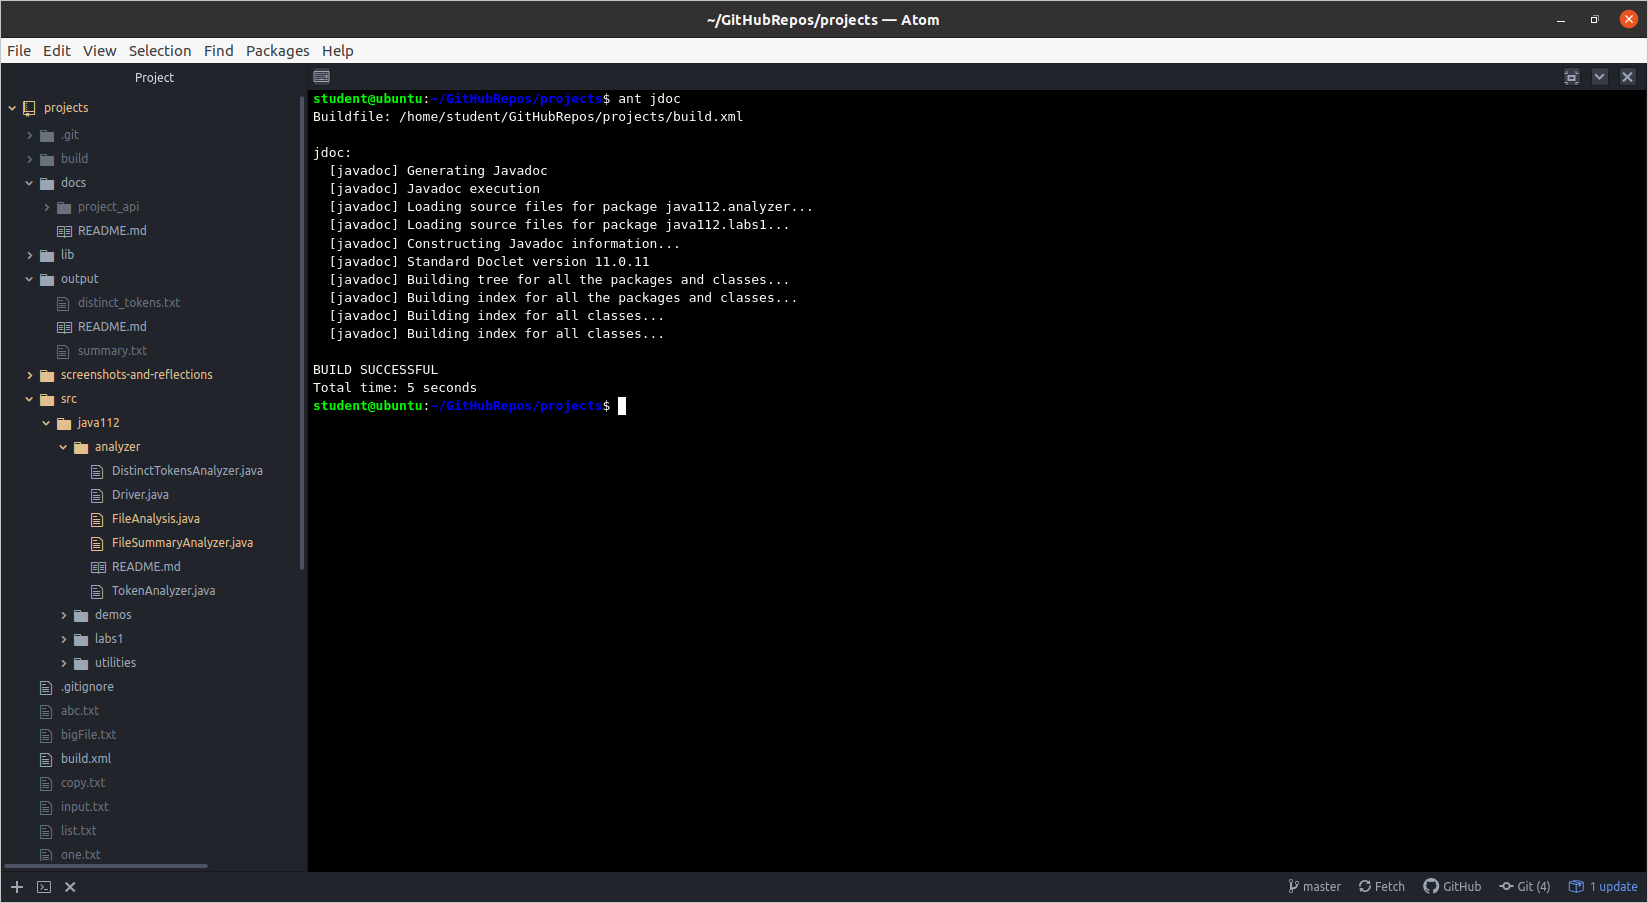 ~/GitHubRepos/projects — Atom
File Edit View Selection Find Packages Help
Project
projects
.git
build
docs
project_api
README.md
lib
output
distinct_tokens.txt
README.md
summary.txt
screenshots-and-reflections
src
java112
analyzer
DistinctTokensAnalyzer.java
Driver.java
FileAnalysis.java
FileSummaryAnalyzer.java
README.md
TokenAnalyzer.java
demos
labs1
utilities
.gitignore
abc.txt
bigFile.txt
build.xml
copy.txt
input.txt
list.txt
one.txt
student@ubuntu:~/GitHubRepos/projects$ ant jdoc
Buildfile: /home/student/GitHubRepos/projects/build.xml
jdoc:
[javadoc] Generating Javadoc
[javadoc] Javadoc execution
[javadoc] Loading source files for package java112.analyzer...
[javadoc] Loading source files for package java112.labs1...
[javadoc] Constructing Javadoc information...
[javadoc] Standard Doclet version 11.0.11
[javadoc] Building tree for all the packages and classes...
[javadoc] Building index for all the packages and classes...
[javadoc] Building index for all classes...
[javadoc] Building index for all classes...
BUILD SUCCESSFUL
Total time: 5 seconds
student@ubuntu:~/GitHubRepos/projects$
master Fetch GitHub Git (4) 1 update